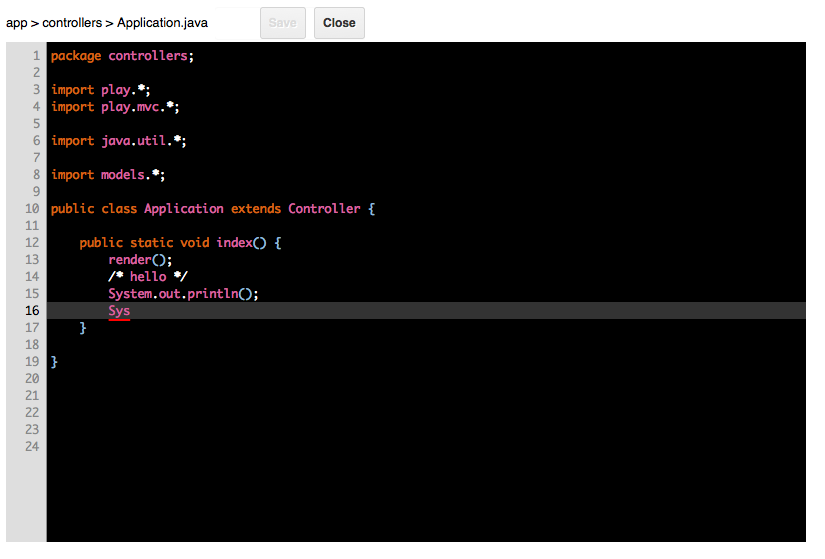 app > controllers > Application.java Save Close
1 package controllers;
2
3 import play.*;
4 import play.mvc.*;
5
6 import java.util.*;
7
8 import models.*;
9
10 public class Application extends Controller {
11
12     public static void index() {
13         render();
14         /* hello */
15         System.out.println();
16         Sys
17     }
18
19 }
20
21
22
23
24